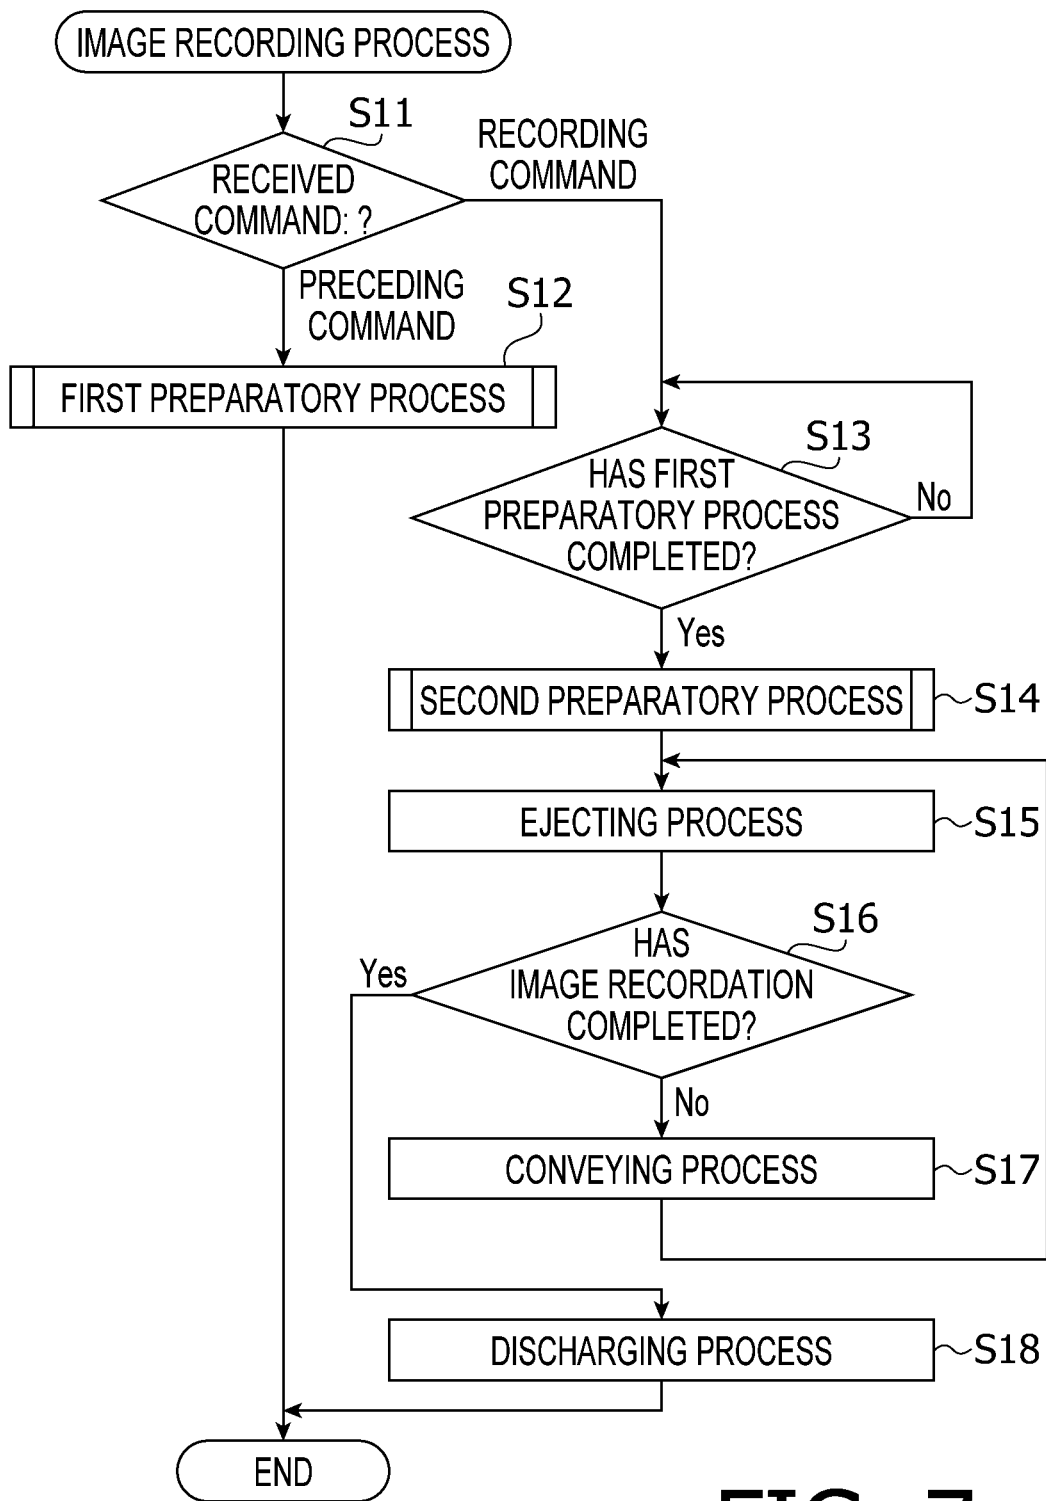 IMAGE RECORDING PROCESS
S11
RECEIVED
COMMAND: ?
RECORDING
COMMAND
PRECEDING
COMMAND
S12
FIRST PREPARATORY PROCESS
S13
HAS FIRST
PREPARATORY PROCESS
COMPLETED?
No
Yes
SECOND PREPARATORY PROCESS
S14
EJECTING PROCESS
S15
S16
HAS
IMAGE RECORDATION
COMPLETED?
Yes
No
CONVEYING PROCESS
S17
DISCHARGING PROCESS
S18
END